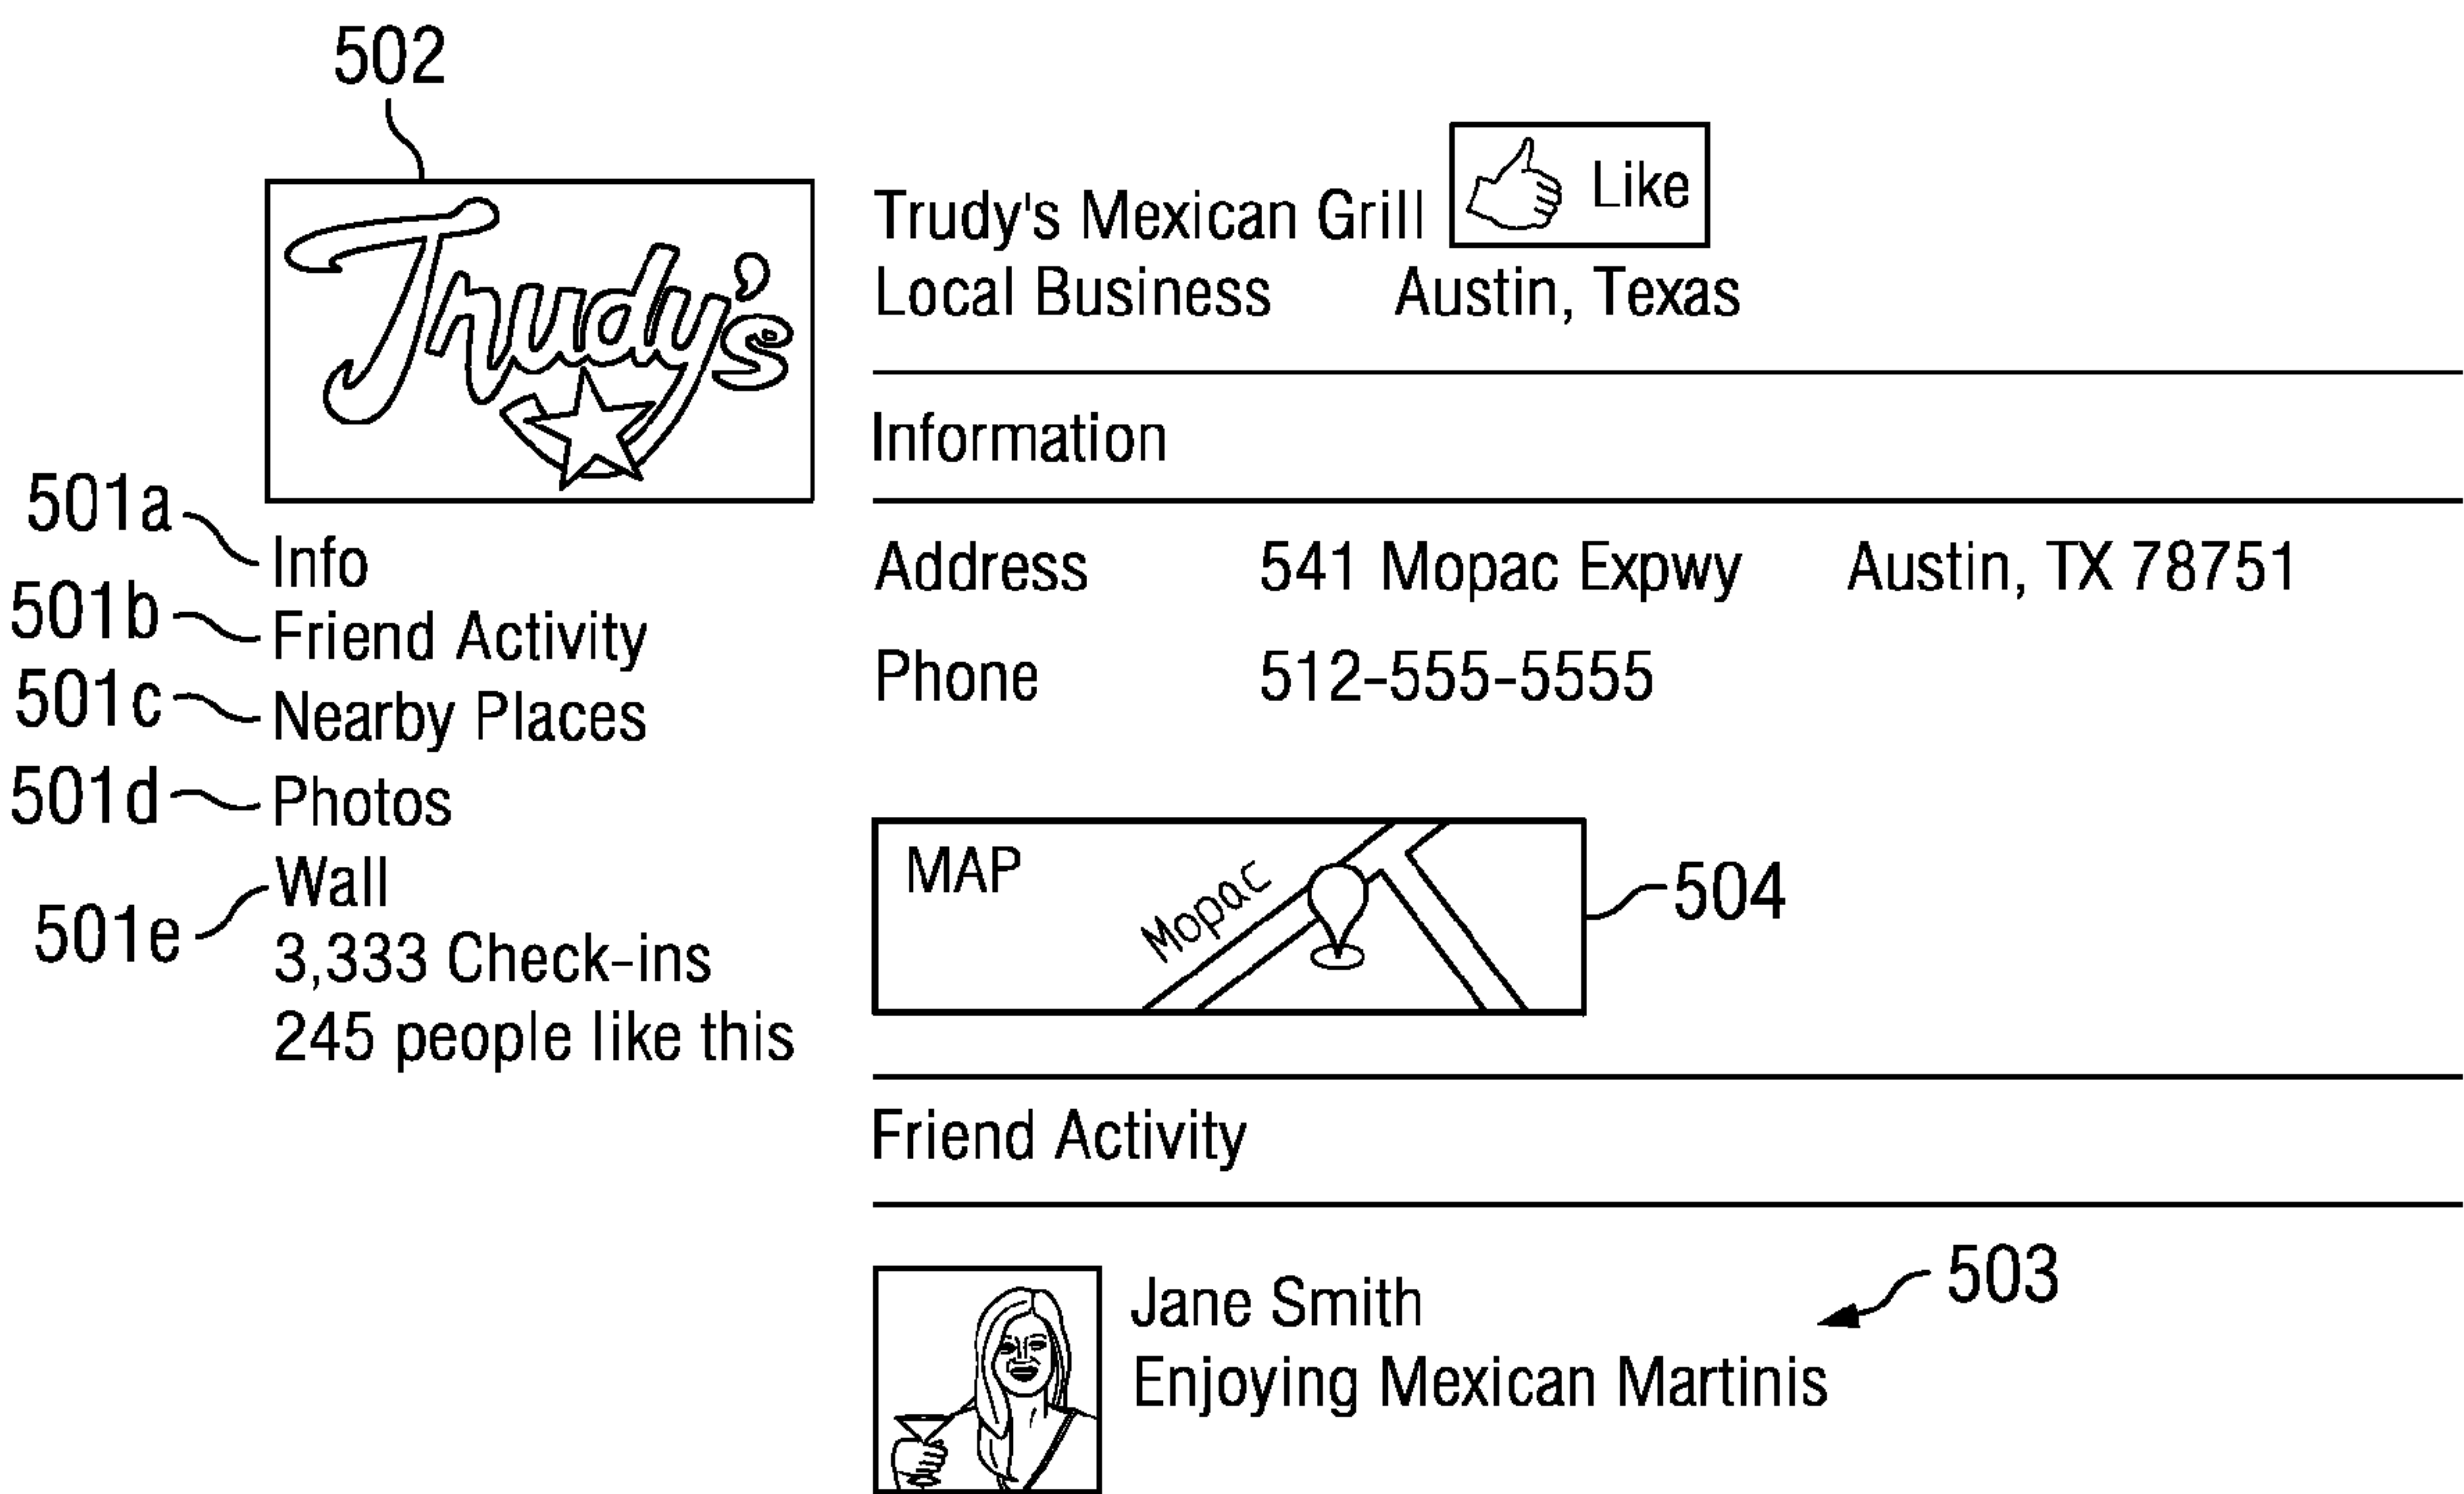 502
Trudy's
Trudy's Mexican Grill Like
Local Business Austin, Texas
Information
501a
Info
501b
Friend Activity
501c
Nearby Places
501d
Photos
501e
Wall
3,333 Check-ins
245 people like this
Address 541 Mopac Expwy Austin, TX 78751
Phone 512-555-5555
MAP
Mopac
504
Friend Activity
503
Jane Smith
Enjoying Mexican Martinis